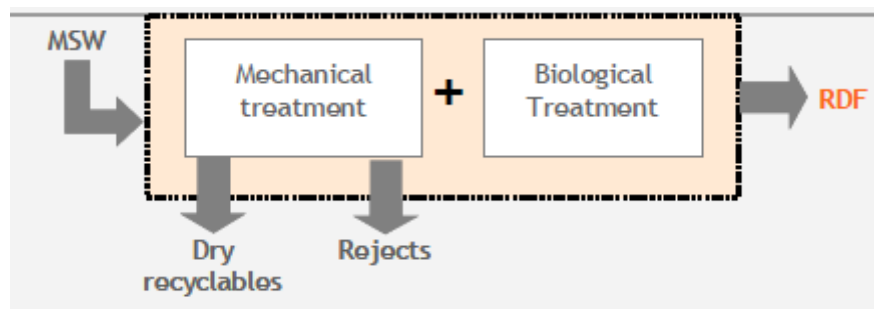 MSW
Mechanical
treatment
+
Biological
Treatment
RDF
Dry
recyclables
Rejects